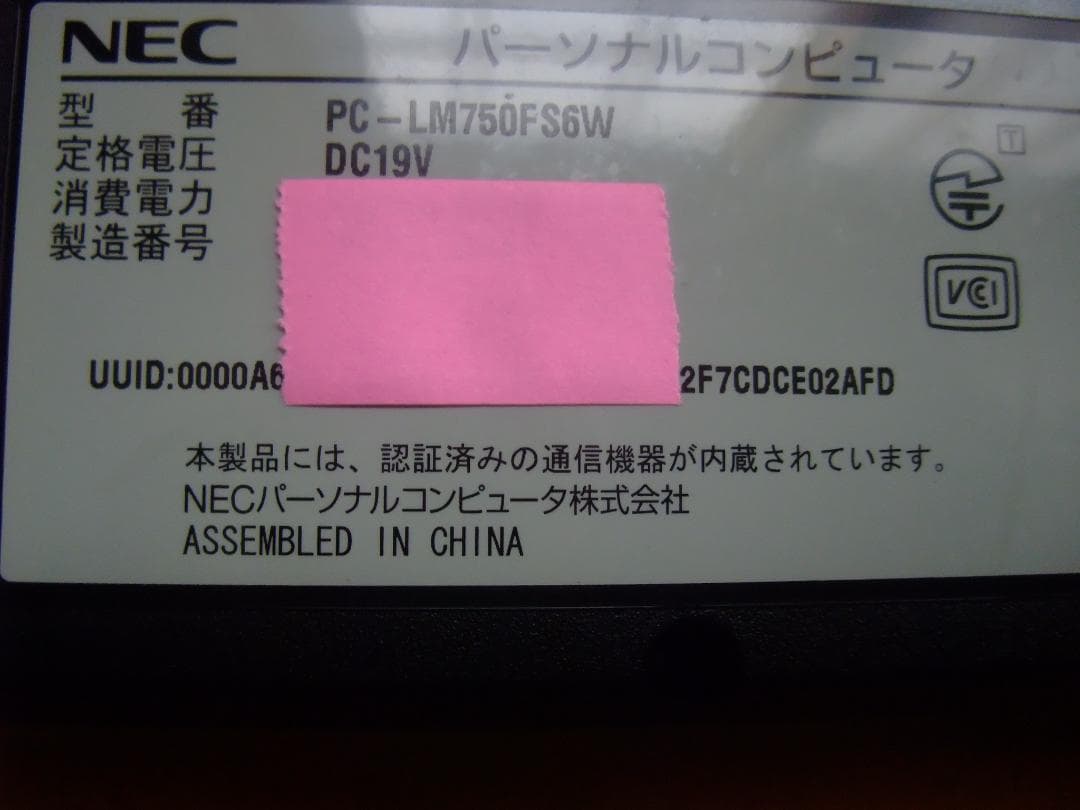 NEC パーソナルコンピュータ
型番 PC-LM750FS6W
定格電圧 DC19V
消費電力
製造番号
T
VCCI
UUID:0000A6 2F7CDCE02AFD
本製品には、認証済みの通信機器が内蔵されています。
NECパーソナルコンピュータ株式会社
ASSEMBLED IN CHINA